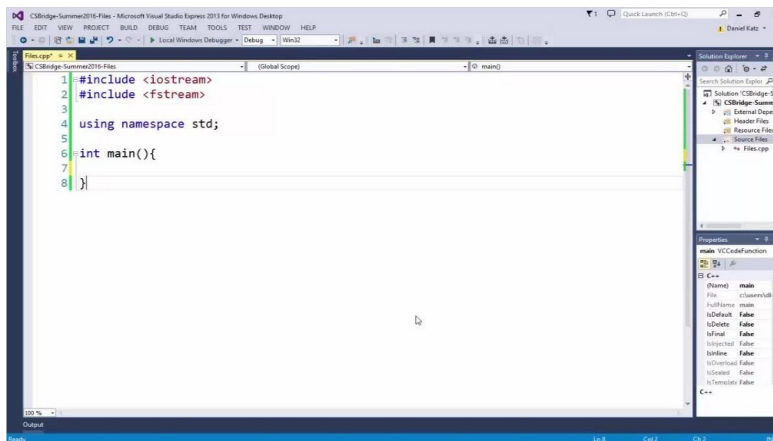 CSBridge-Summer2016-Files - Microsoft Visual Studio Express 2013 for Windows Desktop
1
Quick Launch (Ctrl+Q)
FILE EDIT VIEW PROJECT BUILD DEBUG TEAM TOOLS TEST WINDOW HELP
Daniel Katz
Local Windows Debugger
Debug
Win32
Toolbox
Files.cpp*
CSBridge-Summer2016-Files
(Global Scope)
main()
1 #include <iostream>
2 #include <fstream>
3
4 using namespace std;
5
6 int main(){
7
8 }
100 %
Solution Explorer
Search Solution Explor
Solution 'CSBridge-S
CSBridge-Summ
External Depe
Header Files
Resource Files
Source Files
Files.cpp
Properties
main VCCodeFunction
C++
(Name) main
File c:\users\dl
FullName main
IsDefault False
IsDelete False
IsFinal False
IsInjected False
IsInline False
IsOverload False
IsSealed False
IsTemplate False
C++
Output
Ready
Ln 8
Col 2
Ch 2